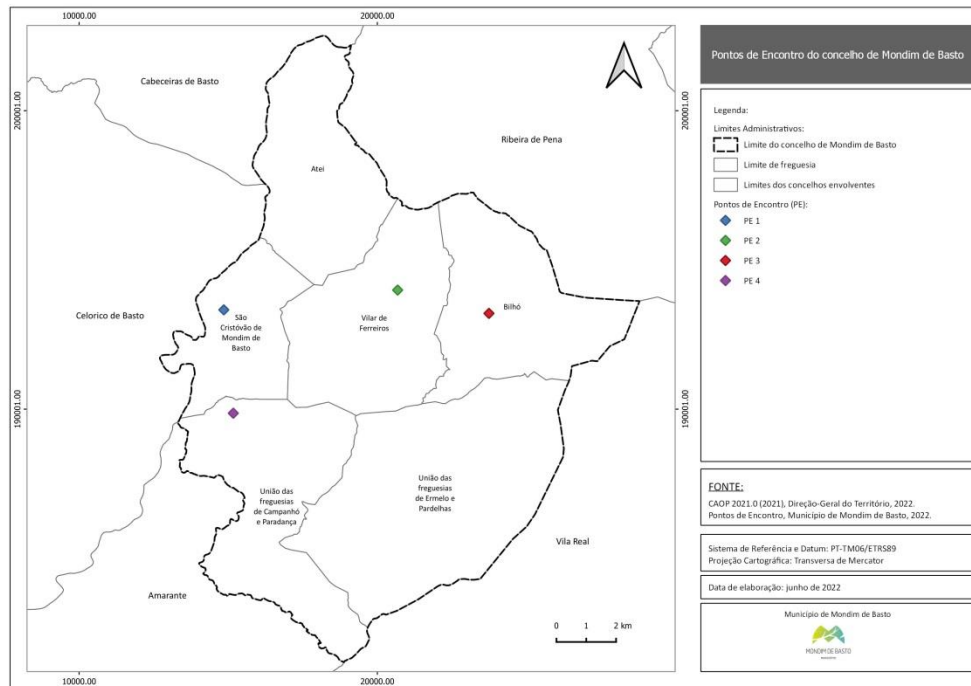 10000.00
20000.00
200001.00
200001.00
Cabeceiras de Basto
Ribeira de Pena
Atei
Celorico de Basto
São
Cristóvão de
Mondim de
Basto
Vilar de
Ferreiros
Bilhó
190001.00
190001.00
União das
freguesias
de Campanhó
e Paradança
União das
freguesias
de Ermelo e
Pardelhas
Vila Real
Amarante
0 1 2 km
10000.00
20000.00
Pontos de Encontro do concelho de Mondim de Basto
Legenda:
Limites Administrativos:
Limite do concelho de Mondim de Basto
Limite de freguesia
Limites dos concelhos envolventes
Pontos de Encontro (PE):
PE 1
PE 2
PE 3
PE 4
FONTE:
CAOP 2021.0 (2021), Direção-Geral do Território, 2022.
Pontos de Encontro, Município de Mondim de Basto, 2022.
Sistema de Referência e Datum: PT-TM06/ETRS89
Projeção Cartográfica: Transversa de Mercator
Data de elaboração: junho de 2022
Município de Mondim de Basto
MONDIM DE BASTO